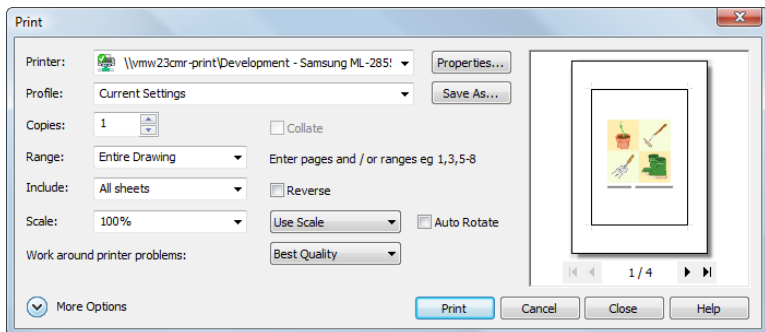 Print
Printer: \\vmw23cmr-print\Development - Samsung ML-285! Properties...
Profile: Current Settings Save As...
Copies: 1 Collate
Range: Entire Drawing Enter pages and / or ranges eg 1,3,5-8
Include: All sheets Reverse
Scale: 100% Use Scale Auto Rotate
Work around printer problems: Best Quality
1 / 4
More Options Print Cancel Close Help